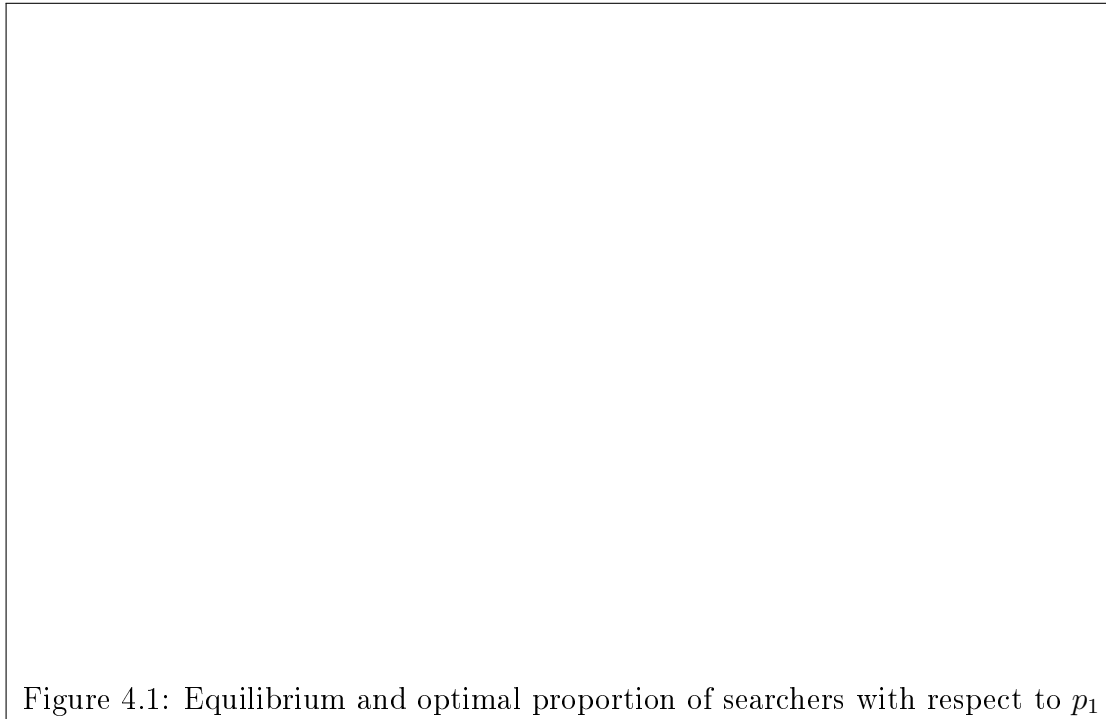 Figure 4.1: Equilibrium and optimal proportion of searchers with respect to p₁